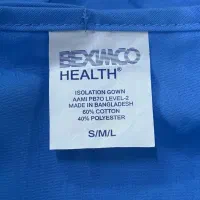 BEXIMCO
HEALTH®
ISOLATION GOWN
AAMI PB70 LEVEL-2
MADE IN BANGLADESH
60% COTTON
40% POLYESTER
S/M/L